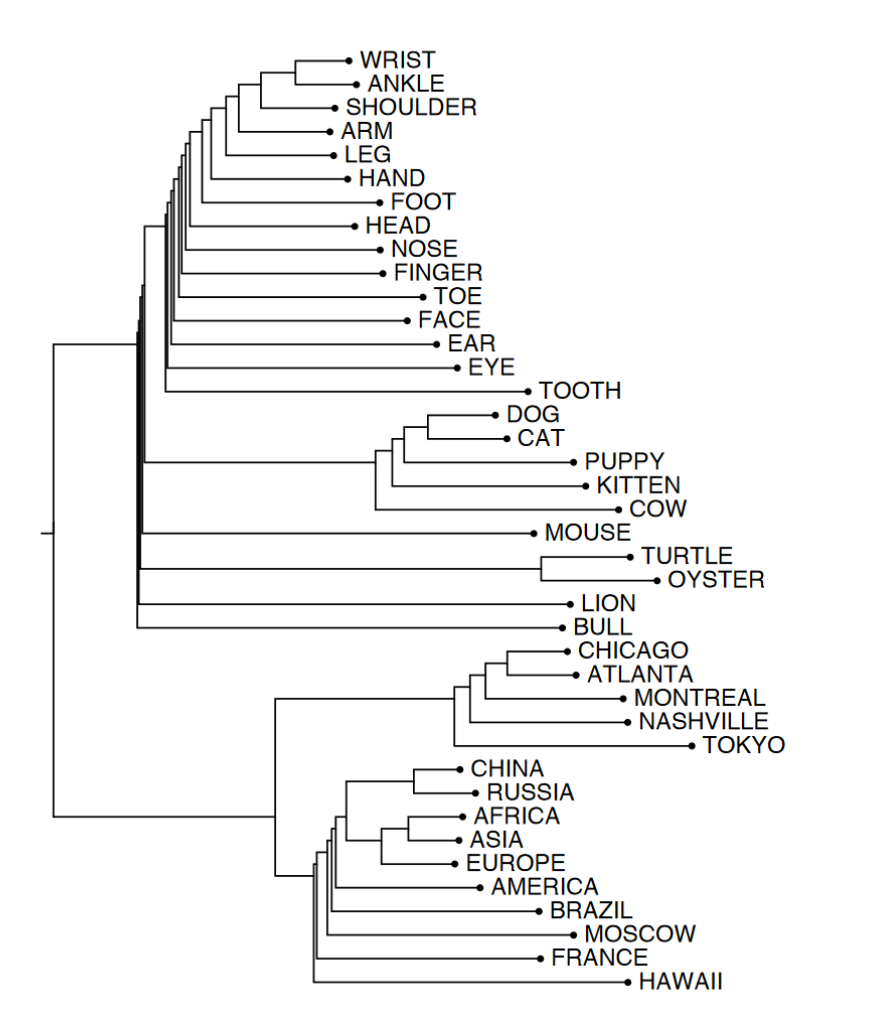 WRIST
ANKLE
SHOULDER
ARM
LEG
HAND
FOOT
HEAD
NOSE
FINGER
TOE
FACE
EAR
EYE
TOOTH
DOG
CAT
PUPPY
KITTEN
COW
MOUSE
TURTLE
OYSTER
LION
BULL
CHICAGO
ATLANTA
MONTREAL
NASHVILLE
TOKYO
CHINA
RUSSIA
AFRICA
ASIA
EUROPE
AMERICA
BRAZIL
MOSCOW
FRANCE
HAWAII